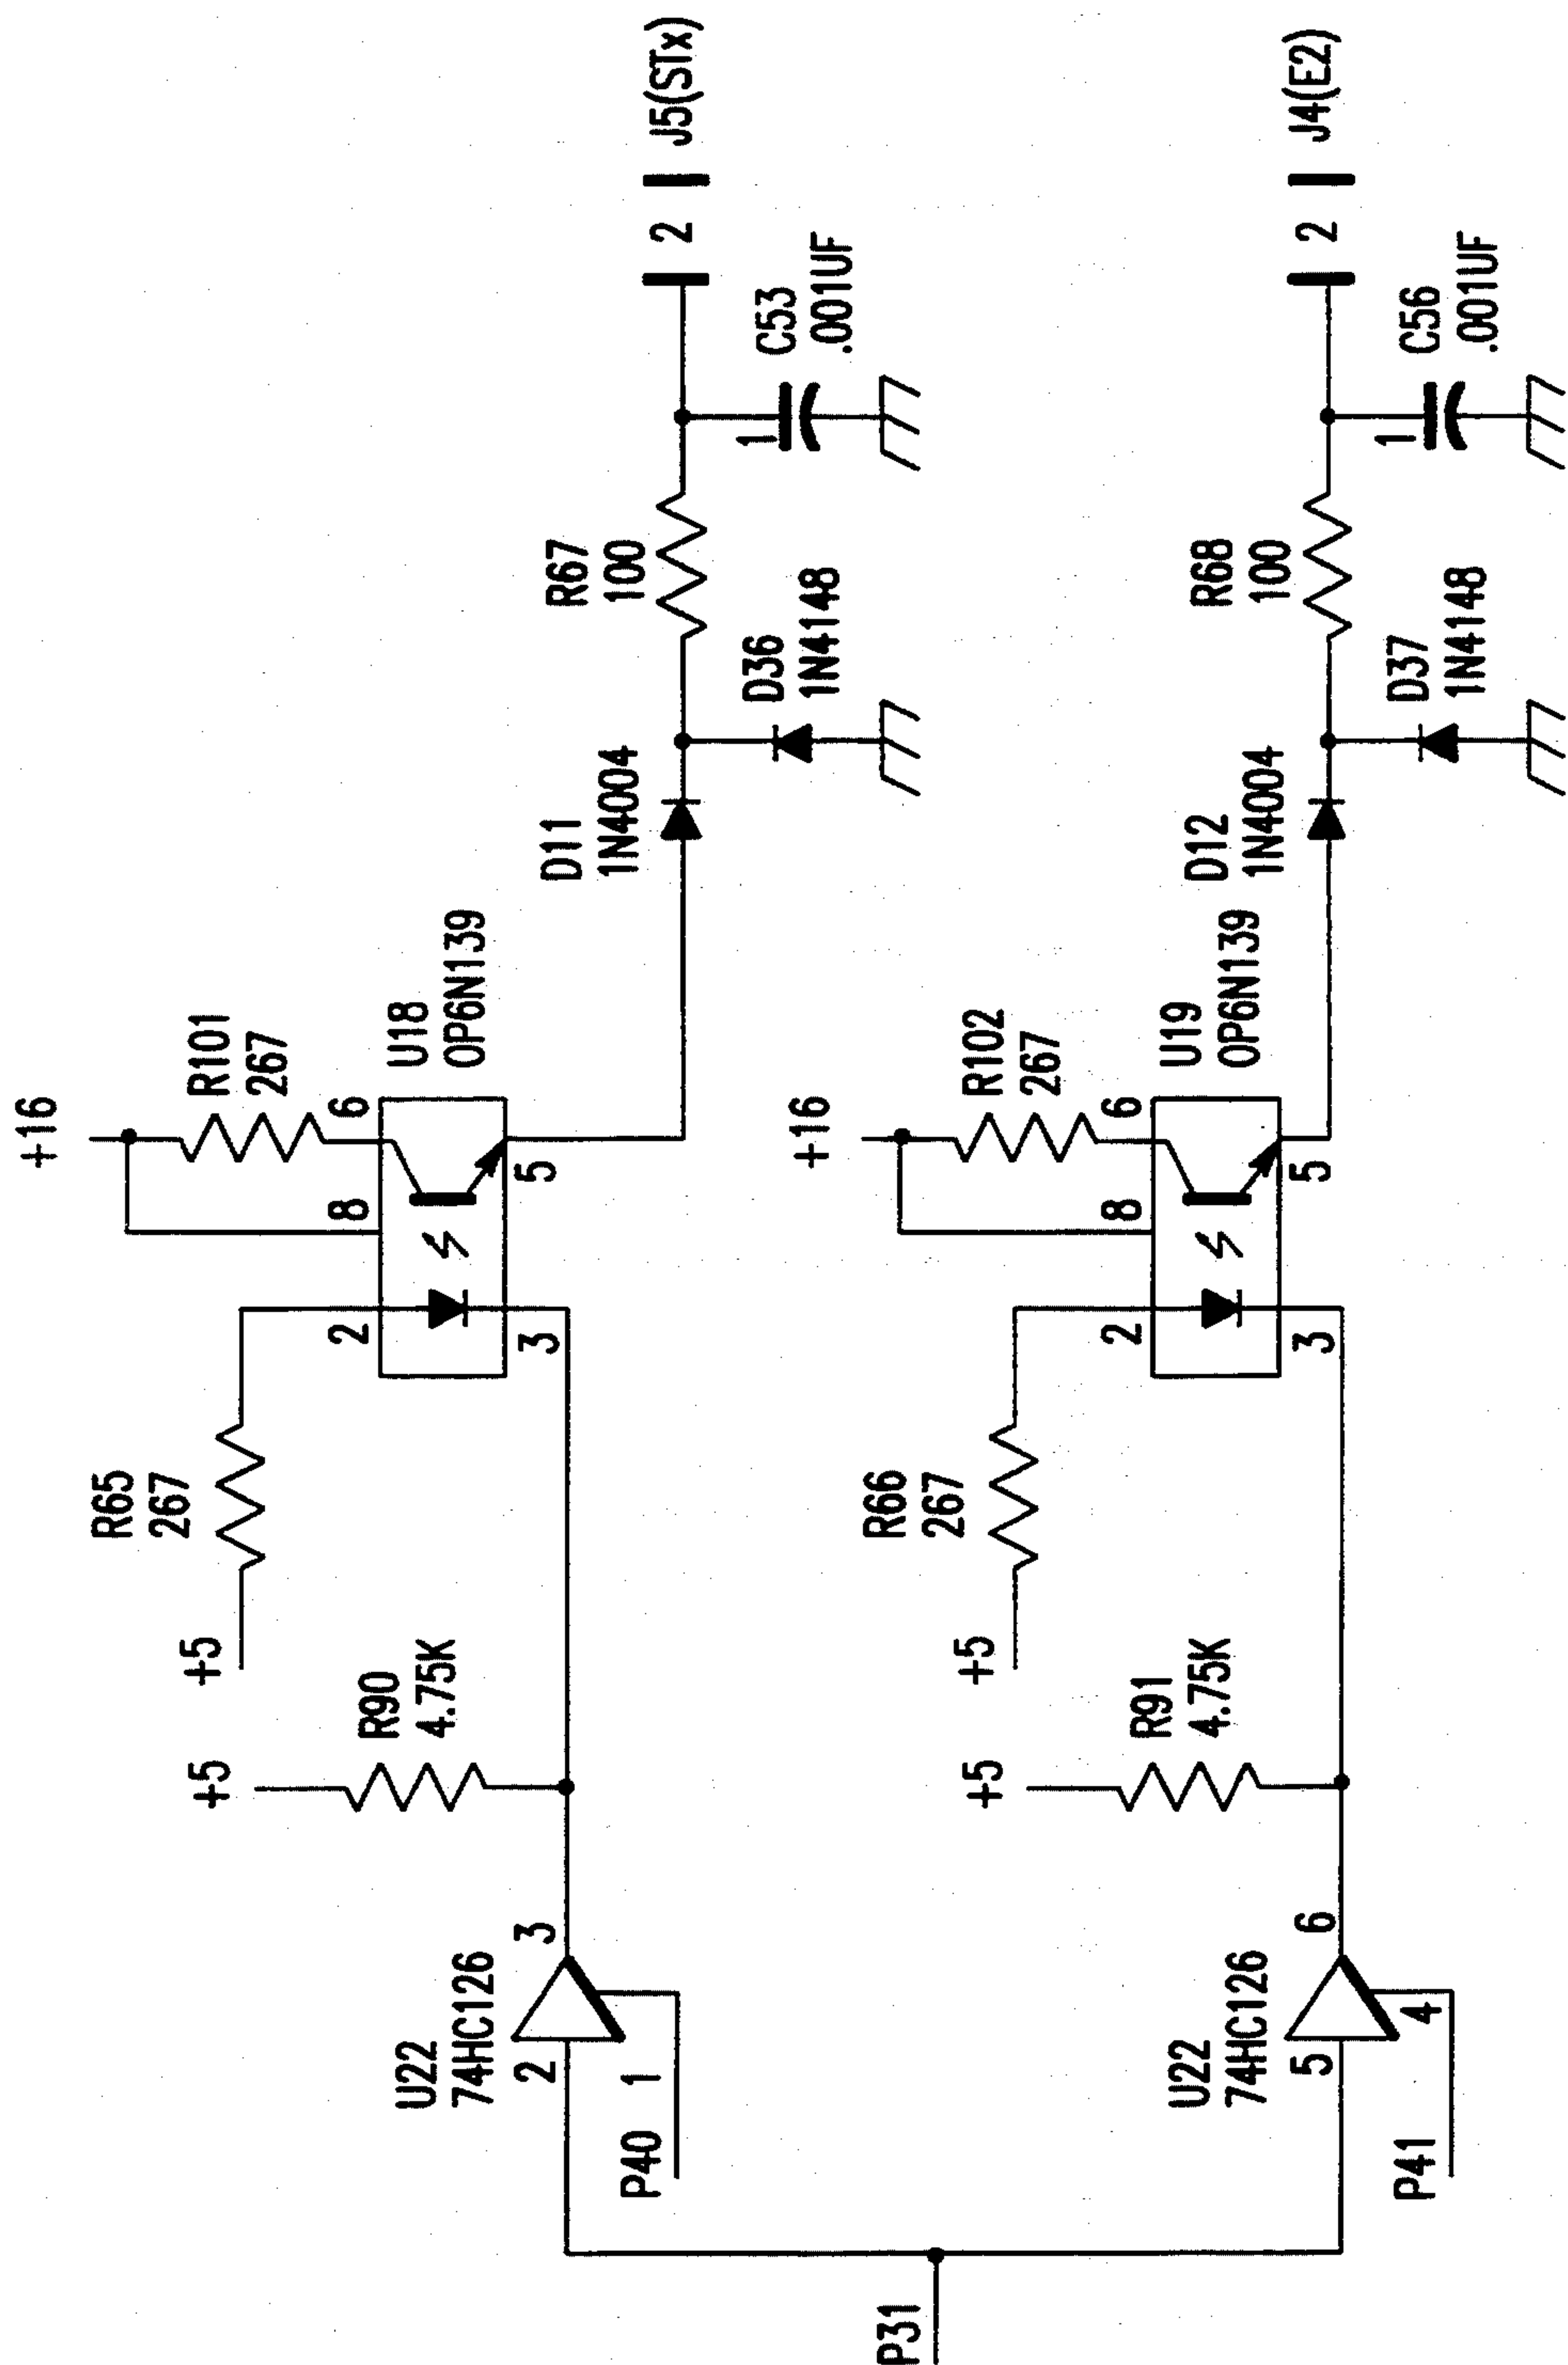 P31
U22
74HC126
2
3
P40
1
+5
R90
4.75K
+5
R65
267
2
3
8
6
5
+16
R101
267
U18
OP6N139
D11
1N4004
D36
1N4148
R67
100
1
C53
.001UF
2
J5(STx)
U22
74HC126
5
6
P41
4
+5
R91
4.75K
+5
R66
267
2
3
8
6
5
+16
R102
267
U19
OP6N139
D12
1N4004
D37
1N4148
R68
100
1
C56
.001UF
2
J4(E2)